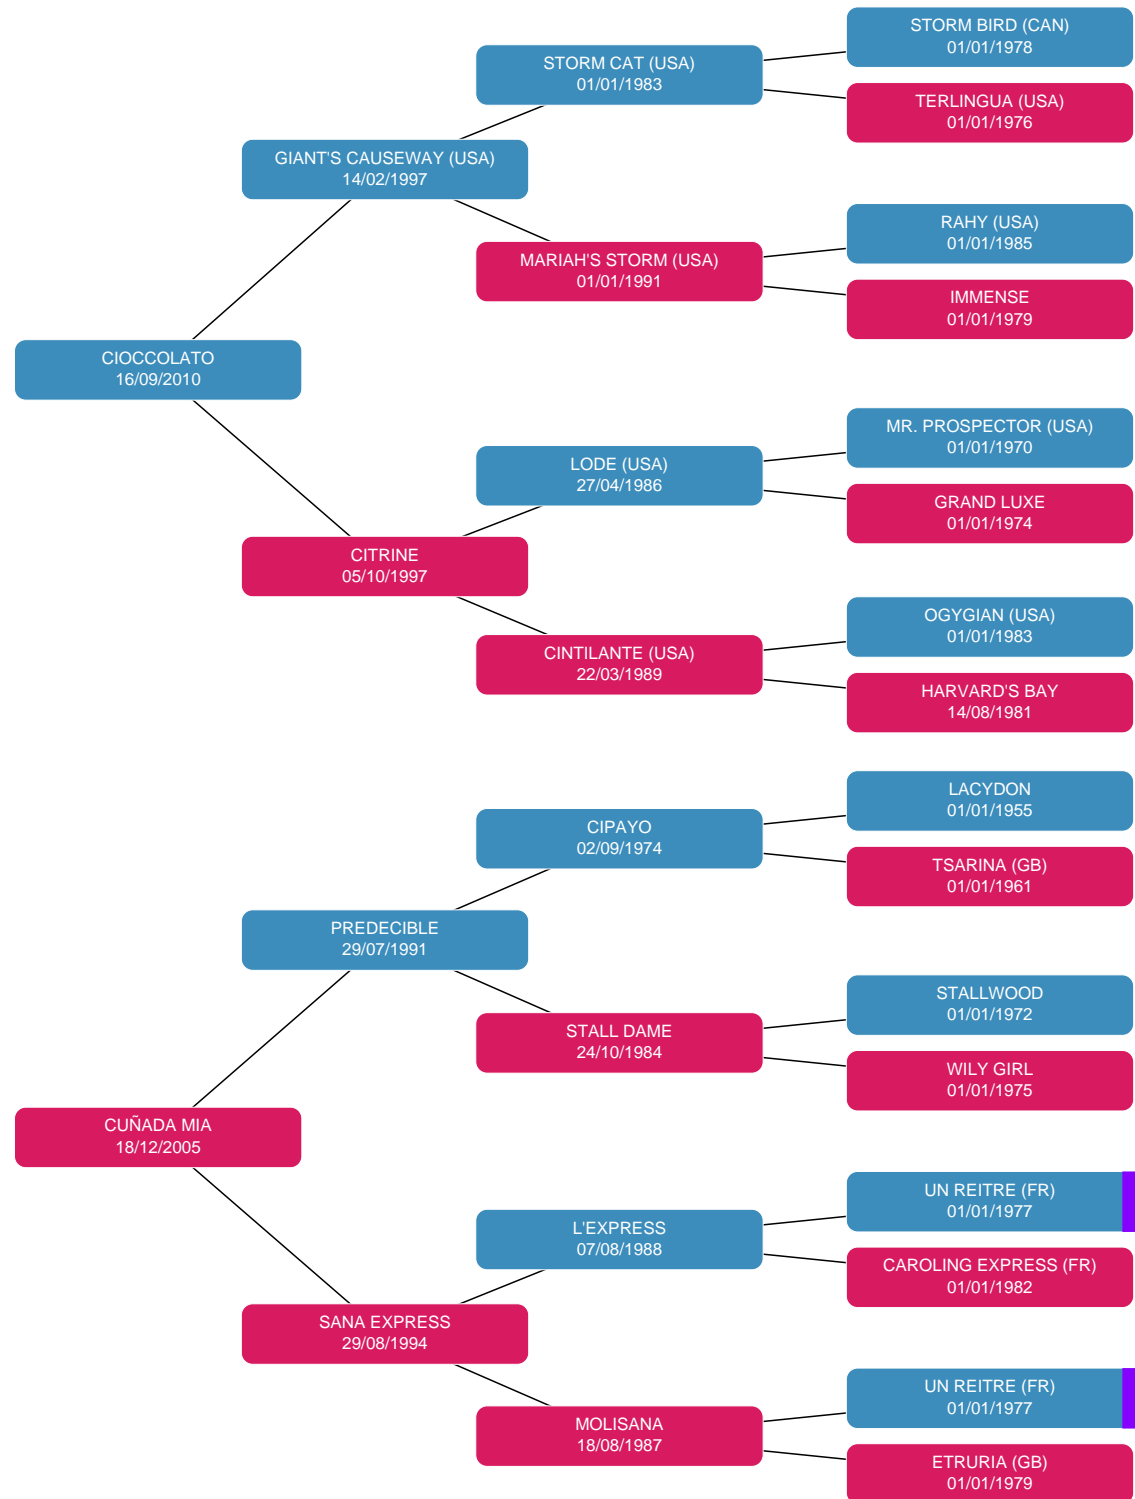 STORM BIRD (CAN)
01/01/1978
STORM CAT (USA)
01/01/1983
TERLINGUA (USA)
01/01/1976
GIANT'S CAUSEWAY (USA)
14/02/1997
RAHY (USA)
01/01/1985
MARIAH'S STORM (USA)
01/01/1991
IMMENSE
01/01/1979
CIOCCOLATO
16/09/2010
MR. PROSPECTOR (USA)
01/01/1970
LODE (USA)
27/04/1986
GRAND LUXE
01/01/1974
CITRINE
05/10/1997
OGYGIAN (USA)
01/01/1983
CINTILANTE (USA)
22/03/1989
HARVARD'S BAY
14/08/1981
LACYDON
01/01/1955
CIPAYO
02/09/1974
TSARINA (GB)
01/01/1961
PREDECIBLE
29/07/1991
STALLWOOD
01/01/1972
STALL DAME
24/10/1984
WILY GIRL
01/01/1975
CUÑADA MIA
18/12/2005
UN REITRE (FR)
01/01/1977
L'EXPRESS
07/08/1988
CAROLING EXPRESS (FR)
01/01/1982
SANA EXPRESS
29/08/1994
UN REITRE (FR)
01/01/1977
MOLISANA
18/08/1987
ETRURIA (GB)
01/01/1979